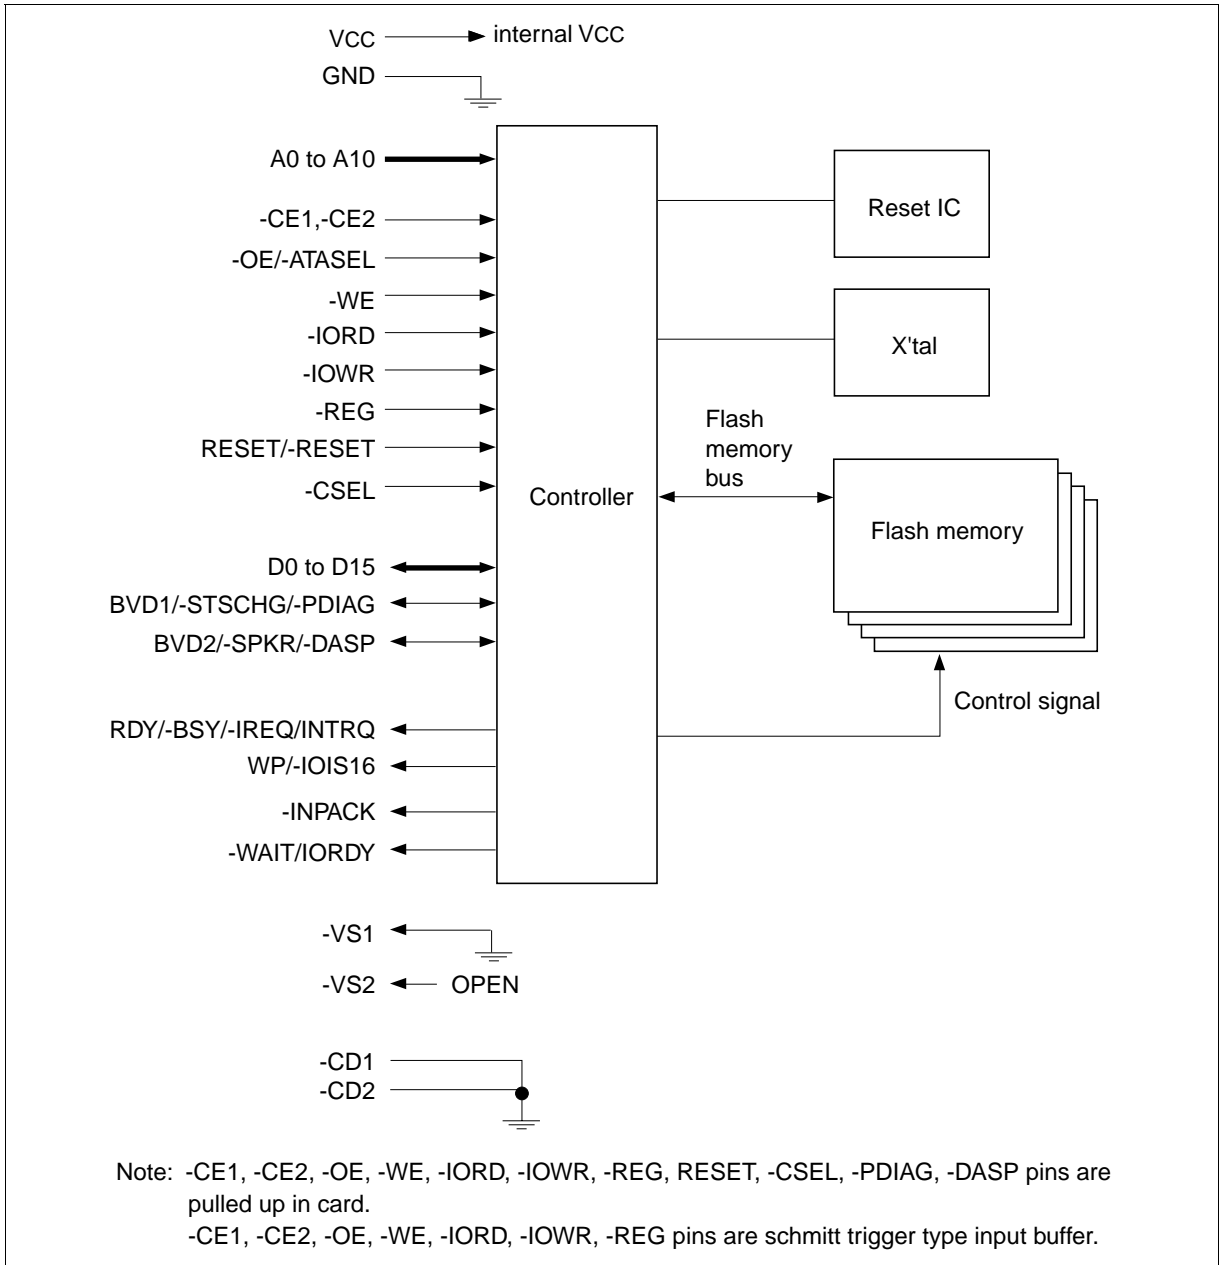 VCC
internal VCC
GND
A0 to A10
-CE1,-CE2
-OE/-ATASEL
-WE
-IORD
-IOWR
-REG
RESET/-RESET
-CSEL
D0 to D15
BVD1/-STSCHG/-PDIAG
BVD2/-SPKR/-DASP
RDY/-BSY/-IREQ/INTRQ
WP/-IOIS16
-INPACK
-WAIT/IORDY
Controller
Reset IC
X'tal
Flash
memory
bus
Flash memory
Control signal
-VS1
-VS2
OPEN
-CD1
-CD2
Note: -CE1, -CE2, -OE, -WE, -IORD, -IOWR, -REG, RESET, -CSEL, -PDIAG, -DASP pins are
pulled up in card.
-CE1, -CE2, -OE, -WE, -IORD, -IOWR, -REG pins are schmitt trigger type input buffer.